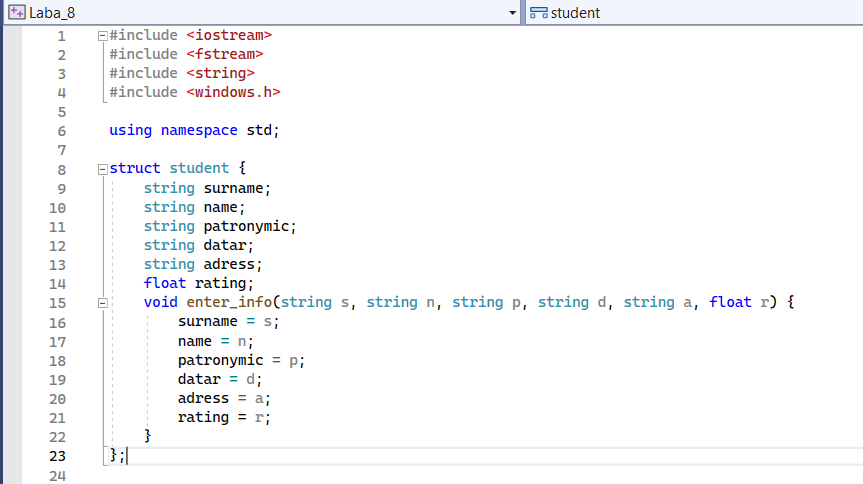 Laba_8 student
1 #include <iostream>
2 #include <fstream>
3 #include <string>
4 #include <windows.h>
5
6 using namespace std;
7
8 struct student {
9 string surname;
10 string name;
11 string patronymic;
12 string datar;
13 string adress;
14 float rating;
15 void enter_info(string s, string n, string p, string d, string a, float r) {
16 surname = s;
17 name = n;
18 patronymic = p;
19 datar = d;
20 adress = a;
21 rating = r;
22 }
23 };
24